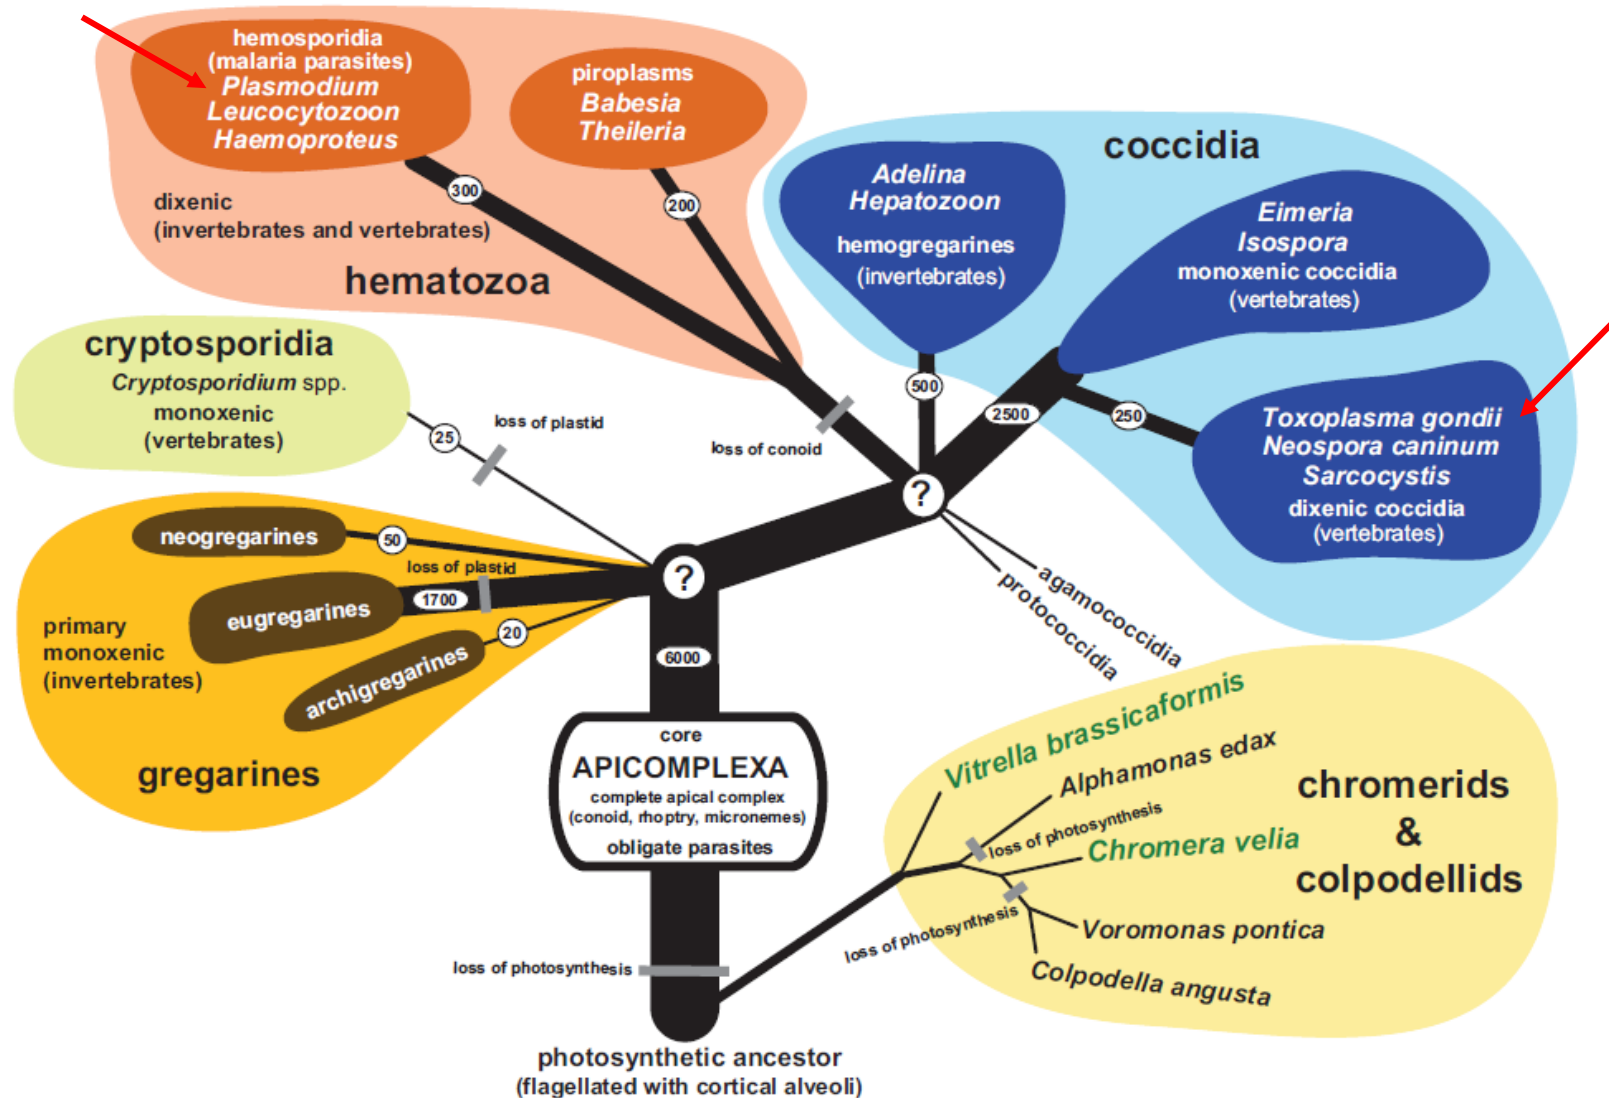 hemosporidia
(malaria parasites)
Plasmodium
Leucocytozoon
Haemoproteus
piroplasms
Babesia
Theileria
300
200
dixenic
(invertebrates and vertebrates)
hematozoa
coccidia
Adelina
Hepatozoon
hemogregarines
(invertebrates)
Eimeria
Isospora
monoxenic coccidia
(vertebrates)
500
2500
250
Toxoplasma gondii
Neospora caninum
Sarcocystis
dixenic coccidia
(vertebrates)
cryptosporidia
Cryptosporidium spp.
monoxenic
(vertebrates)
25
loss of plastid
loss of conoid
?
agamococcidia
protococcidia
neogregarines
50
loss of plastid
eugregarines
1700
?
primary
monoxenic
(invertebrates)
archigregarines
20
gregarines
6000
core
APICOMPLEXA
complete apical complex
(conoid, rhoptry, micronemes)
obligate parasites
Vitrella brassicaformis
Alphamonas edax
loss of photosynthesis
Chromera velia
loss of photosynthesis
Voromonas pontica
Colpodella angusta
chromerids
&
colpodellids
loss of photosynthesis
photosynthetic ancestor
(flagellated with cortical alveoli)